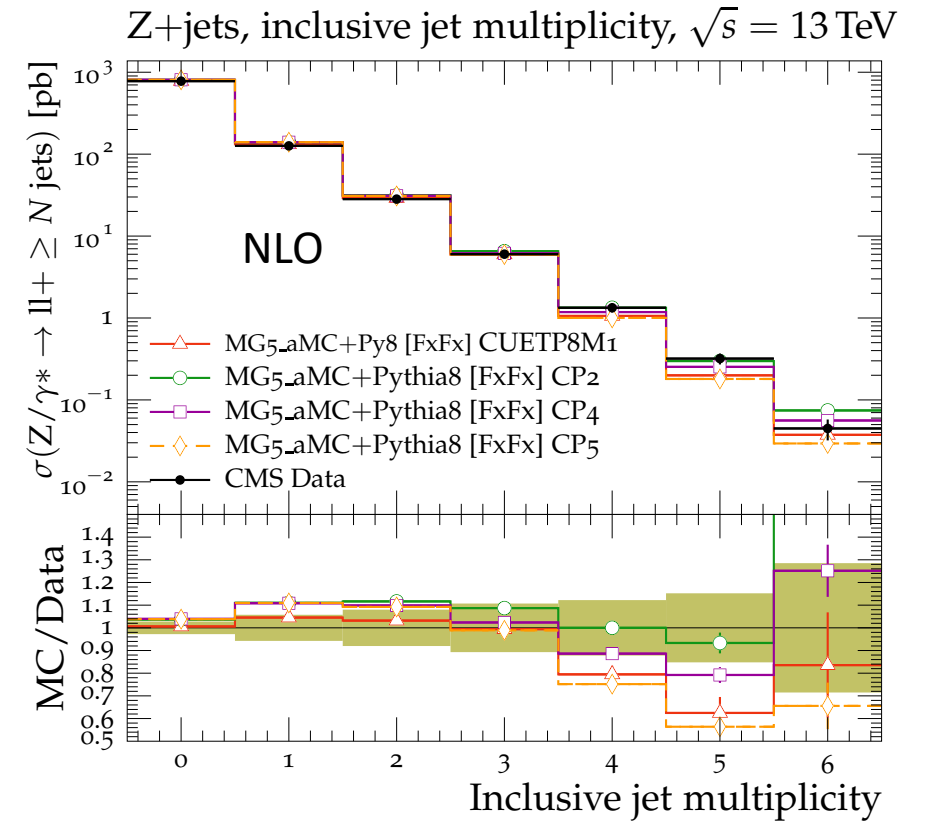 Z+jets, inclusive jet multiplicity, √s = 13 TeV
σ(Z/γ* → ll+ ≥ N jets) [pb]
10³
10²
10¹
1
10⁻¹
10⁻²
NLO
MG5_aMC+Py8 [FxFx] CUETP8M1
MG5_aMC+Pythia8 [FxFx] CP2
MG5_aMC+Pythia8 [FxFx] CP4
MG5_aMC+Pythia8 [FxFx] CP5
CMS Data
MC/Data
1.4
1.3
1.2
1.1
1
0.9
0.8
0.7
0.6
0.5
0 1 2 3 4 5 6
Inclusive jet multiplicity